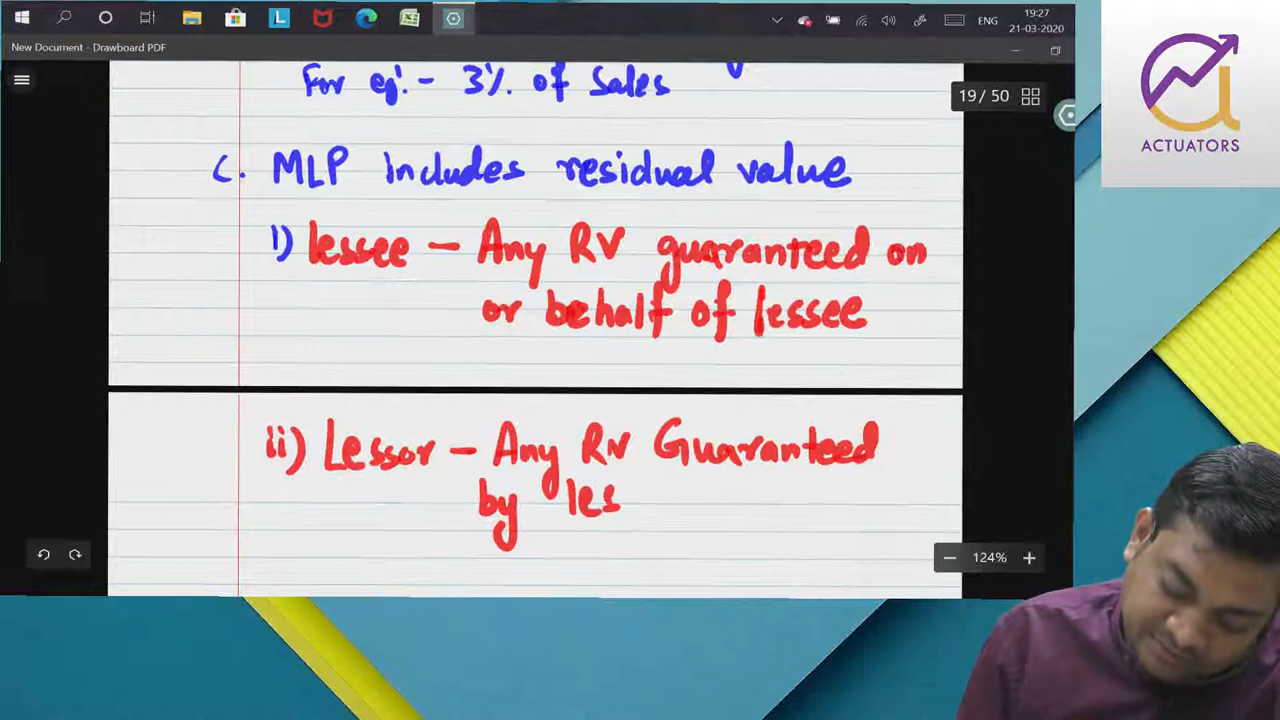 19:27
ENG
21-03-2020
New Document - Drawboard PDF
For eg:- 3% of Sales
19 / 50
ACTUATORS
c. MLP includes residual value
i) lessee - Any RV guaranteed on
or behalf of lessee
ii) Lessor - Any RV Guaranteed
by les
124%